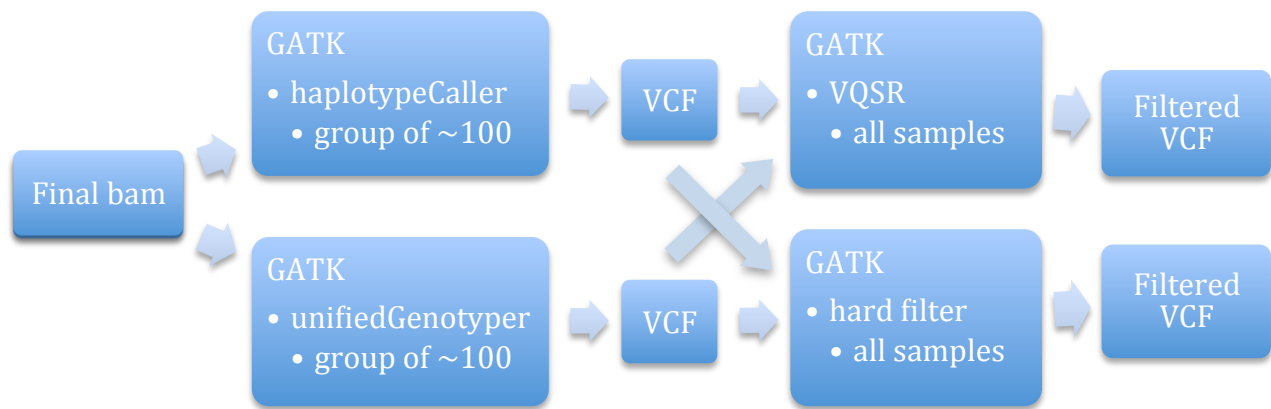 Final bam
GATK
• haplotypeCaller
• group of ~100
VCF
GATK
• VQSR
• all samples
Filtered
VCF
GATK
• unifiedGenotyper
• group of ~100
VCF
GATK
• hard filter
• all samples
Filtered
VCF